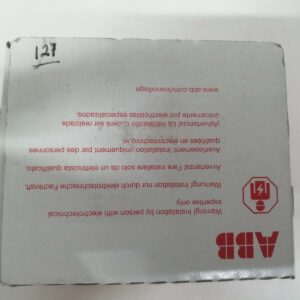 127
ABB
Warning! Installation by person with electrotechnical
expertise only.
Warnung! Installation nur durch elektrotechnische Fachkraft.
Avvertenza! Fare installare da solo un elettricista qualificato.
Avertissement! Installation uniquement par des personnes
en électrotechnique.
¡Advertencia! La instalación deberá ser realizada
únicamente por electricistas especializados.
www.abb.com/lowvoltage